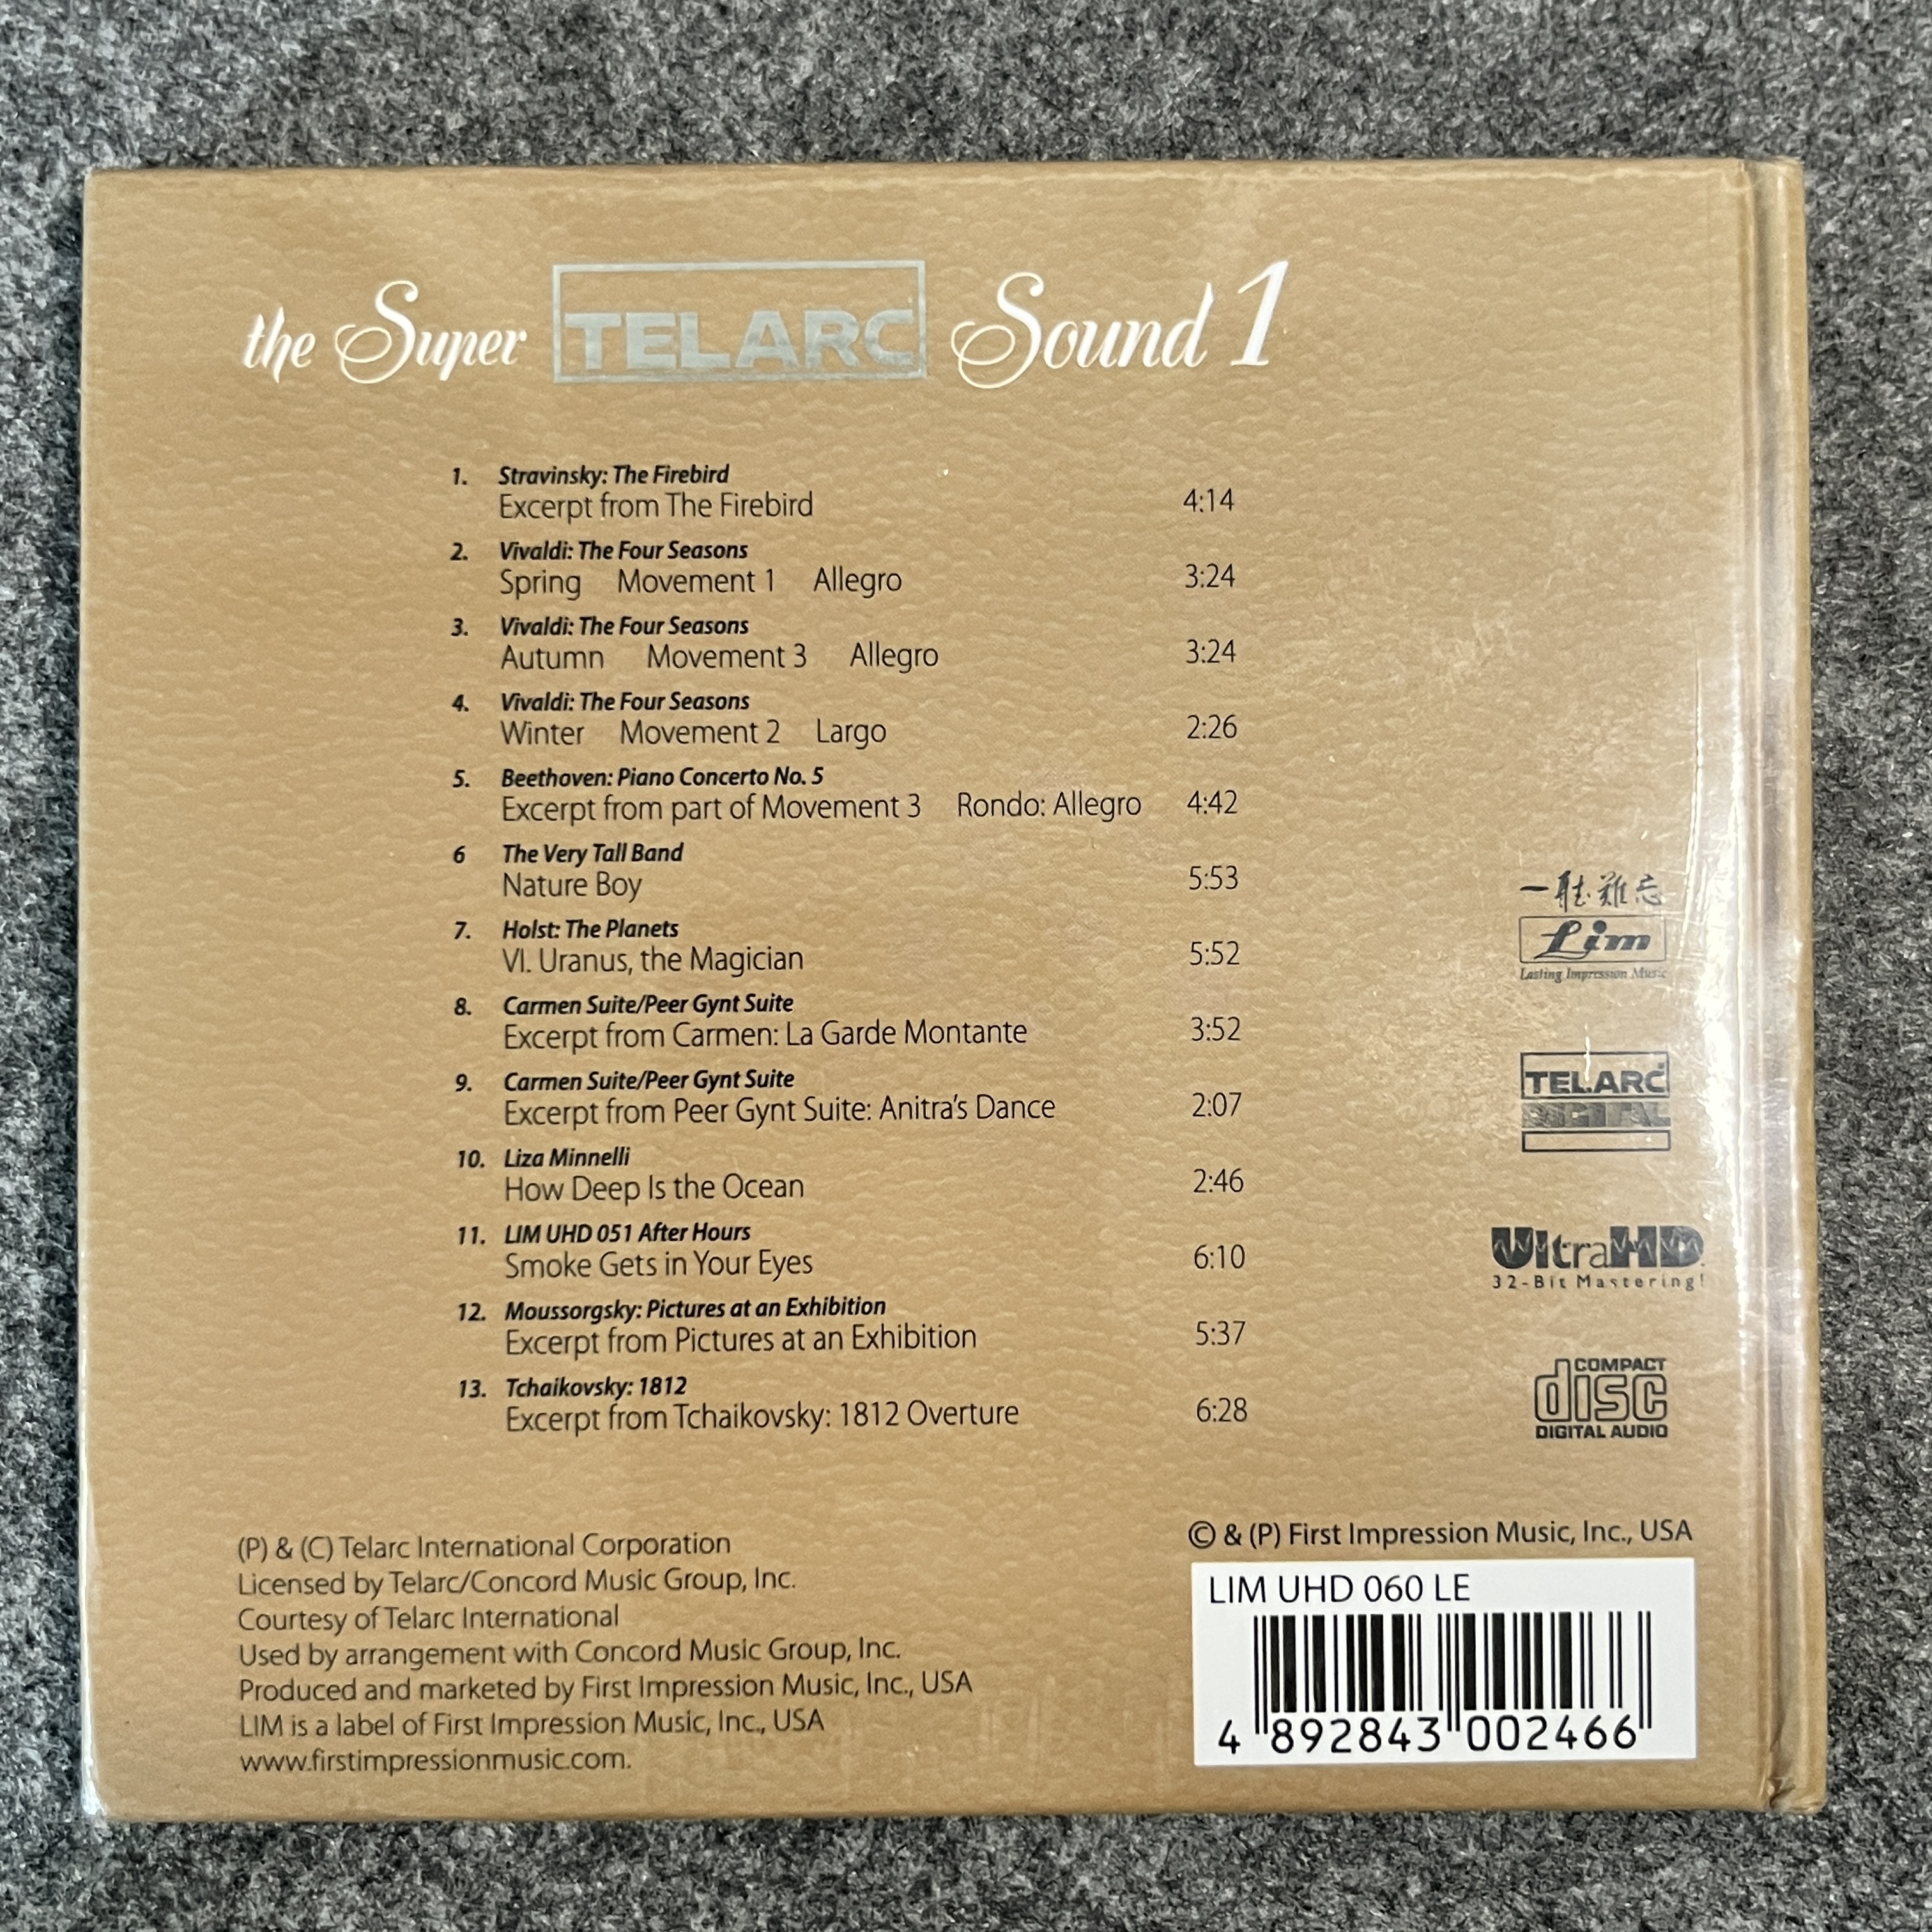 the Super TELARC Sound 1
1. Stravinsky: The Firebird
Excerpt from The Firebird 4:14
2. Vivaldi: The Four Seasons
Spring Movement 1 Allegro 3:24
3. Vivaldi: The Four Seasons
Autumn Movement 3 Allegro 3:24
4. Vivaldi: The Four Seasons
Winter Movement 2 Largo 2:26
5. Beethoven: Piano Concerto No. 5
Excerpt from part of Movement 3 Rondo: Allegro 4:42
6 The Very Tall Band
Nature Boy 5:53
7. Holst: The Planets
VI. Uranus, the Magician 5:52
8. Carmen Suite/Peer Gynt Suite
Excerpt from Carmen: La Garde Montante 3:52
9. Carmen Suite/Peer Gynt Suite
Excerpt from Peer Gynt Suite: Anitra's Dance 2:07
10. Liza Minnelli
How Deep Is the Ocean 2:46
11. LIM UHD 051 After Hours
Smoke Gets in Your Eyes 6:10
12. Moussorgsky: Pictures at an Exhibition
Excerpt from Pictures at an Exhibition 5:37
13. Tchaikovsky: 1812
Excerpt from Tchaikovsky: 1812 Overture 6:28
一聽難忘
Lim
Lasting Impression Music
TELARC
DIGITAL
UltraHD
32-Bit Mastering!
COMPACT
disc
DIGITAL AUDIO
(P) & (C) Telarc International Corporation
Licensed by Telarc/Concord Music Group, Inc.
Courtesy of Telarc International
Used by arrangement with Concord Music Group, Inc.
Produced and marketed by First Impression Music, Inc., USA
LIM is a label of First Impression Music, Inc., USA
www.firstimpressionmusic.com.
© & (P) First Impression Music, Inc., USA
LIM UHD 060 LE
4 892843 002466